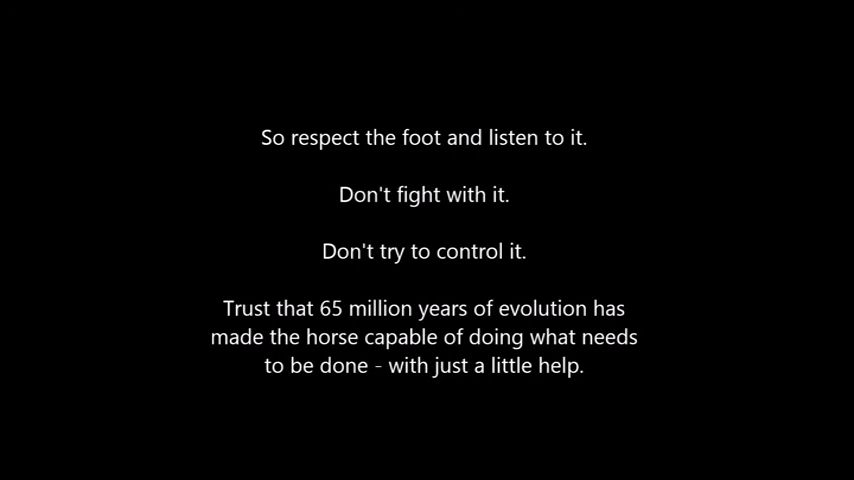 So respect the foot and listen to it.
Don't fight with it.
Don't try to control it.
Trust that 65 million years of evolution has
made the horse capable of doing what needs
to be done - with just a little help.